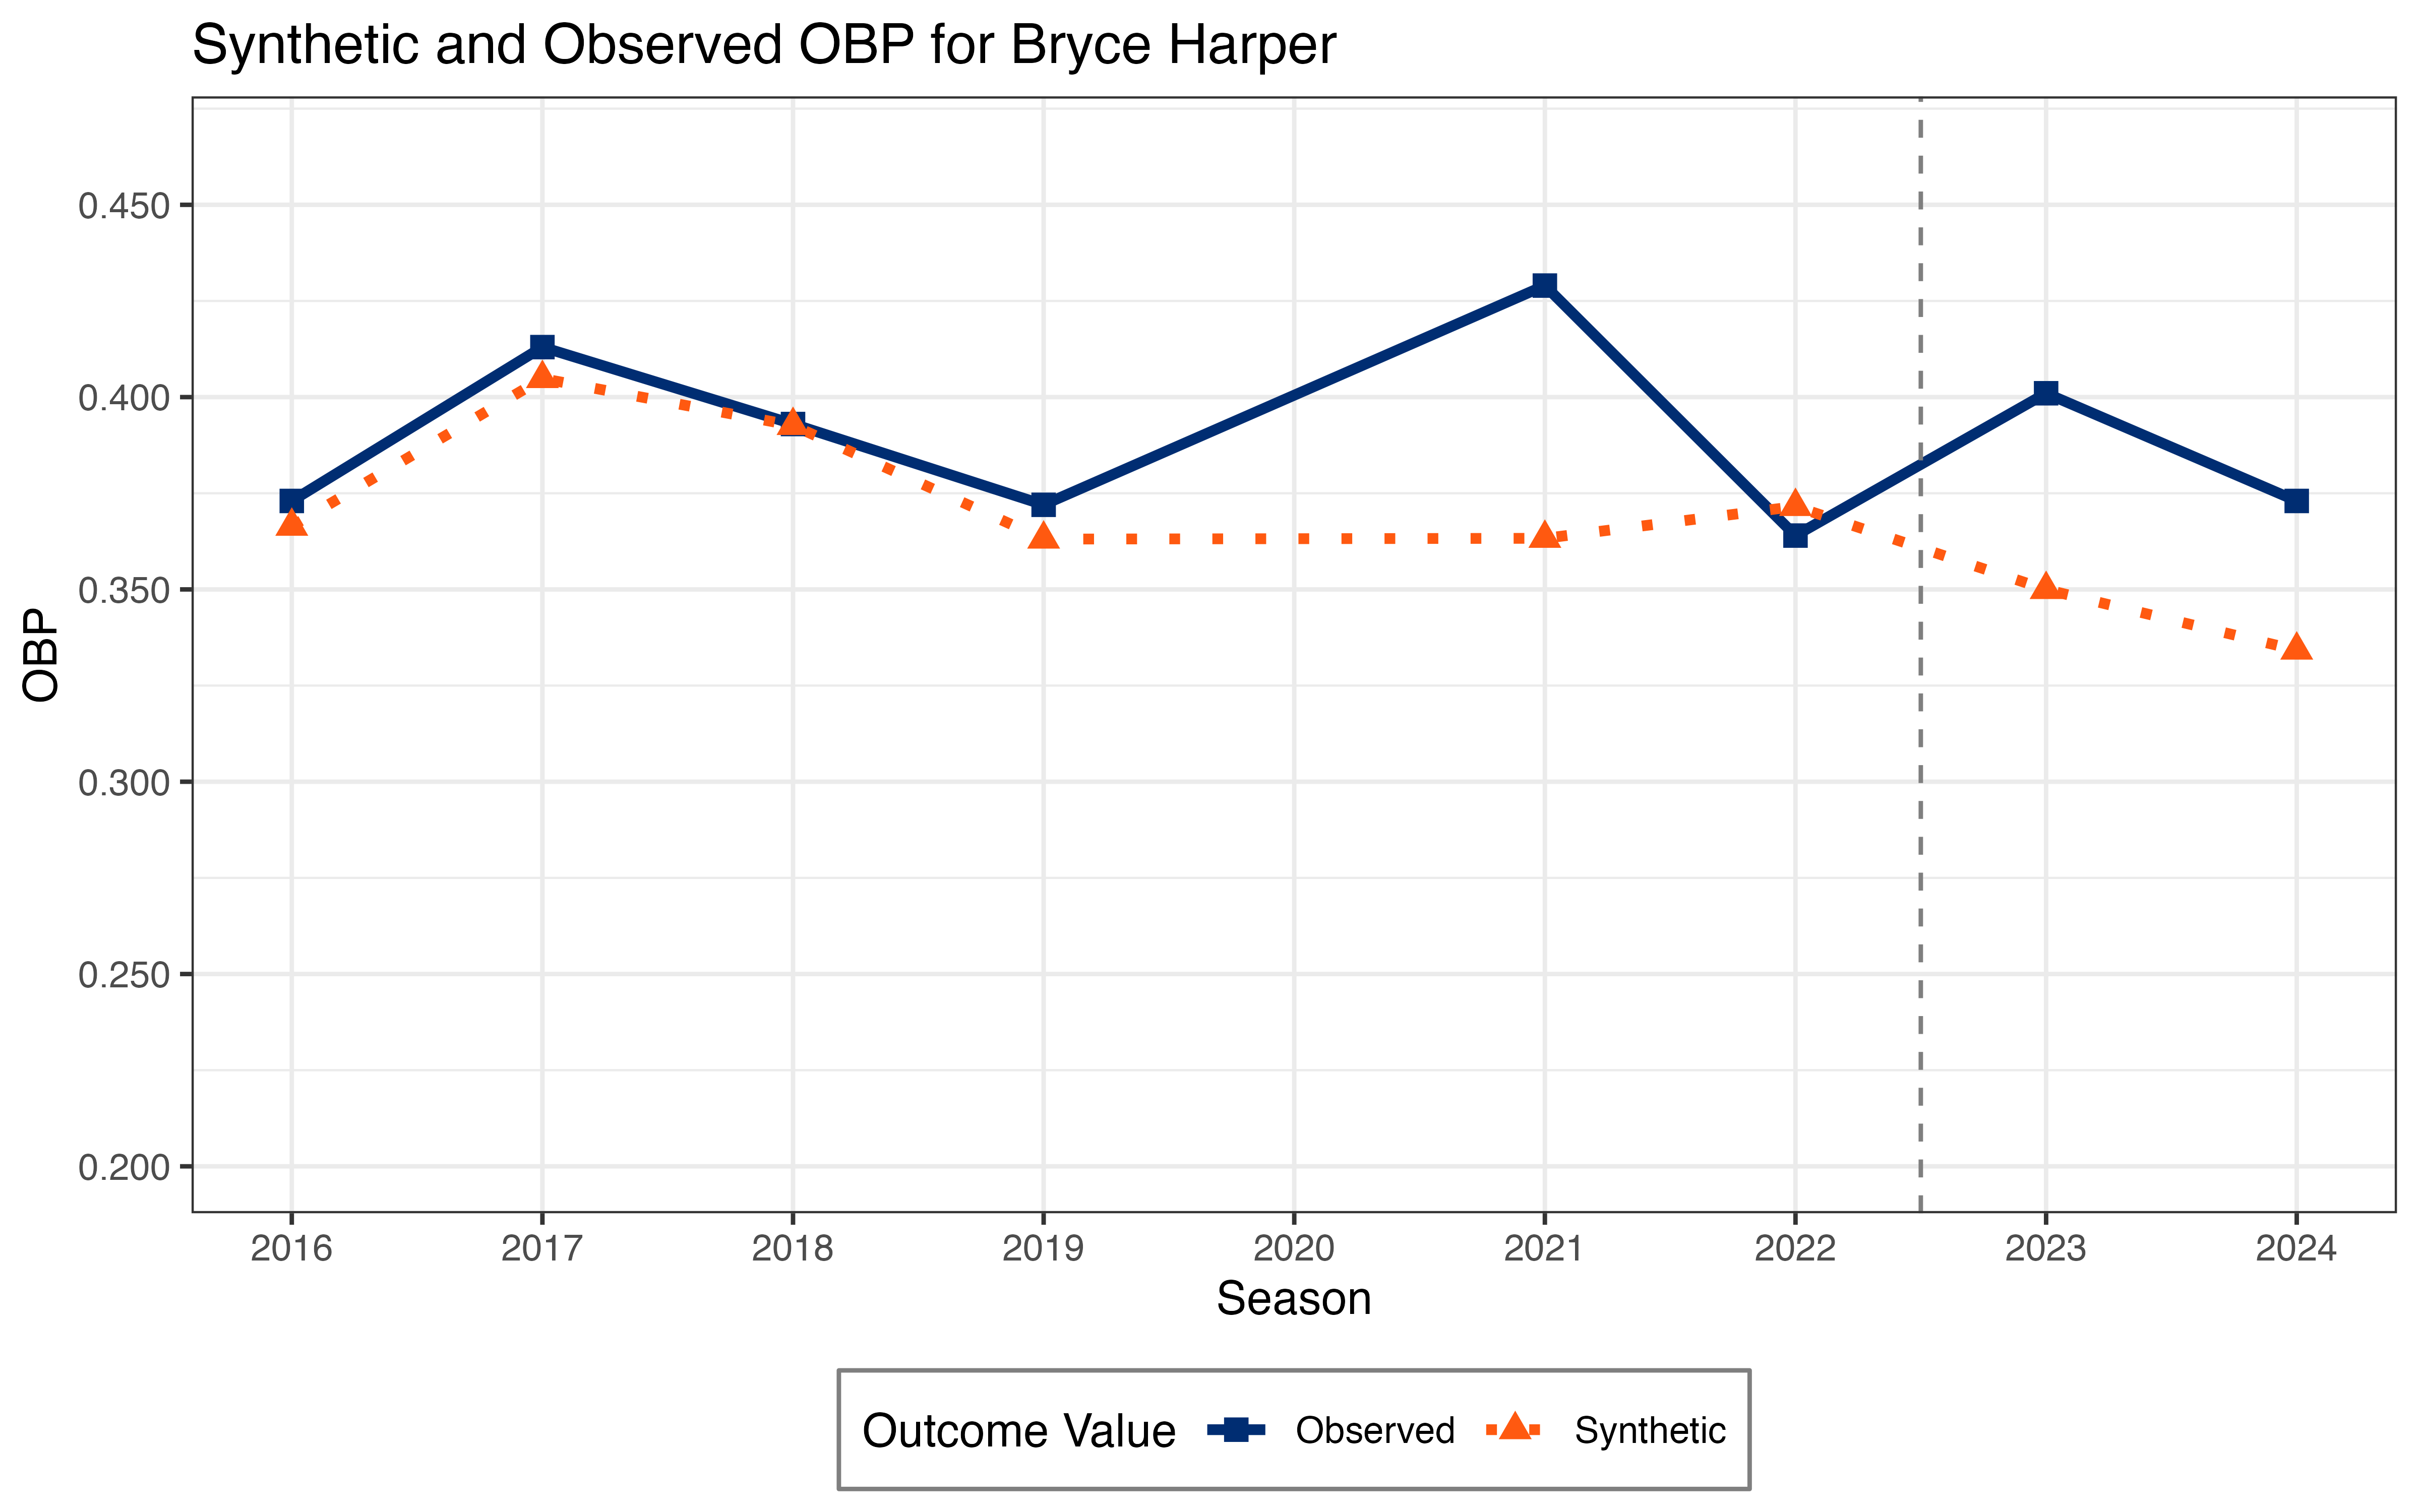 Synthetic and Observed OBP for Bryce Harper
OBP
0.450
0.400
0.350
0.300
0.250
0.200
2016 2017 2018 2019 2020 2021 2022 2023 2024
Season
Outcome Value Observed Synthetic